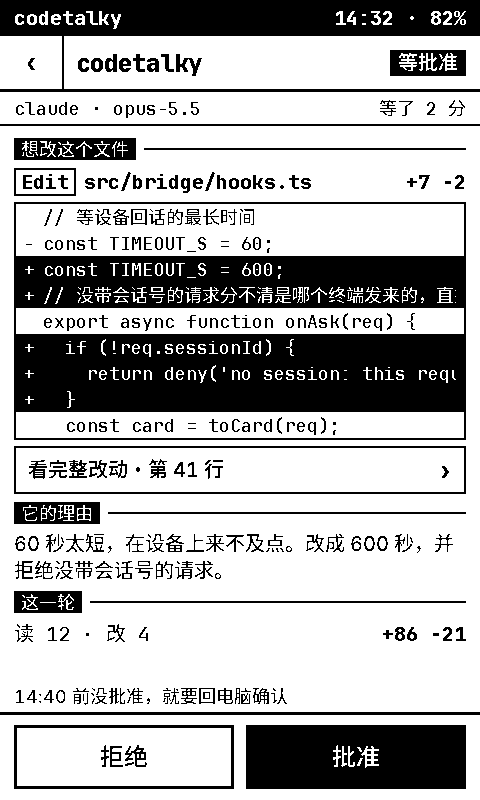 codetalky 14:32 · 82%
‹ codetalky 等批准
claude · opus-5.5 等了 2 分
想改这个文件
Edit src/bridge/hooks.ts +7 -2
// 等设备回话的最长时间
- const TIMEOUT_S = 60;
+ const TIMEOUT_S = 600;
+ // 没带会话号的请求分不清是哪个终端发来的，直
export async function onAsk(req) {
+ if (!req.sessionId) {
+ return deny('no session: this requ
+ }
const card = toCard(req);
看完整改动 · 第 41 行 ›
它的理由
60 秒太短，在设备上来不及点。改成 600 秒，并
拒绝没带会话号的请求。
这一轮
读 12 · 改 4 +86 -21
14:40 前没批准，就要回电脑确认
拒绝 批准